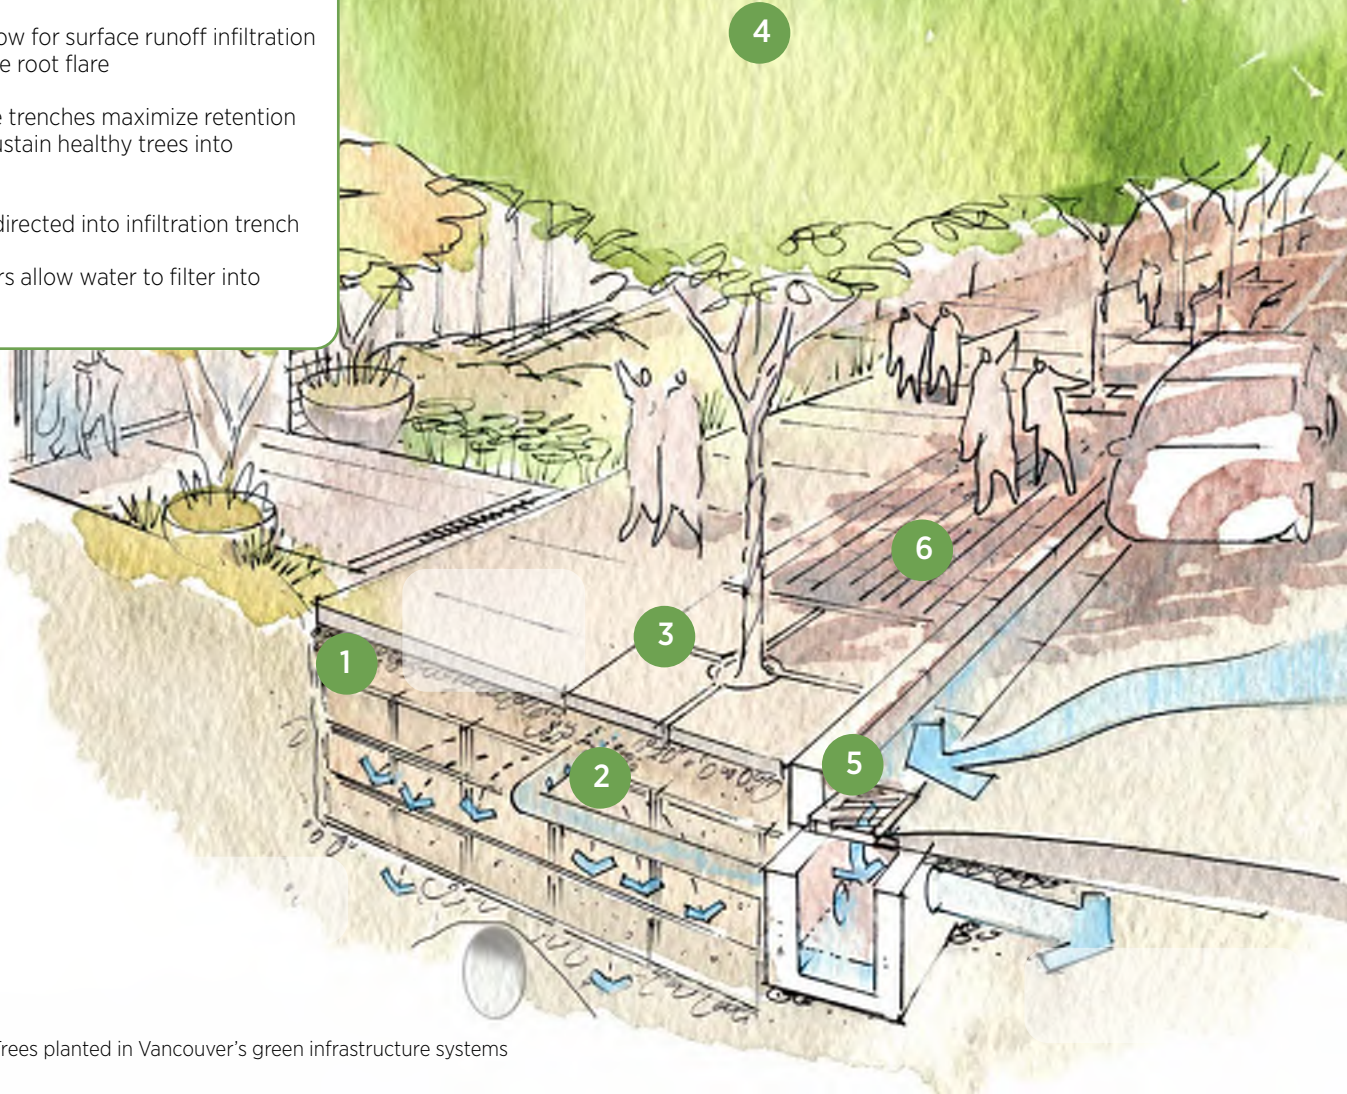 ow for surface runoff infiltration
e root flare
e trenches maximize retention
ustain healthy trees into
directed into infiltration trench
rs allow water to filter into
4
6
3
1
5
2
Trees planted in Vancouver's green infrastructure systems